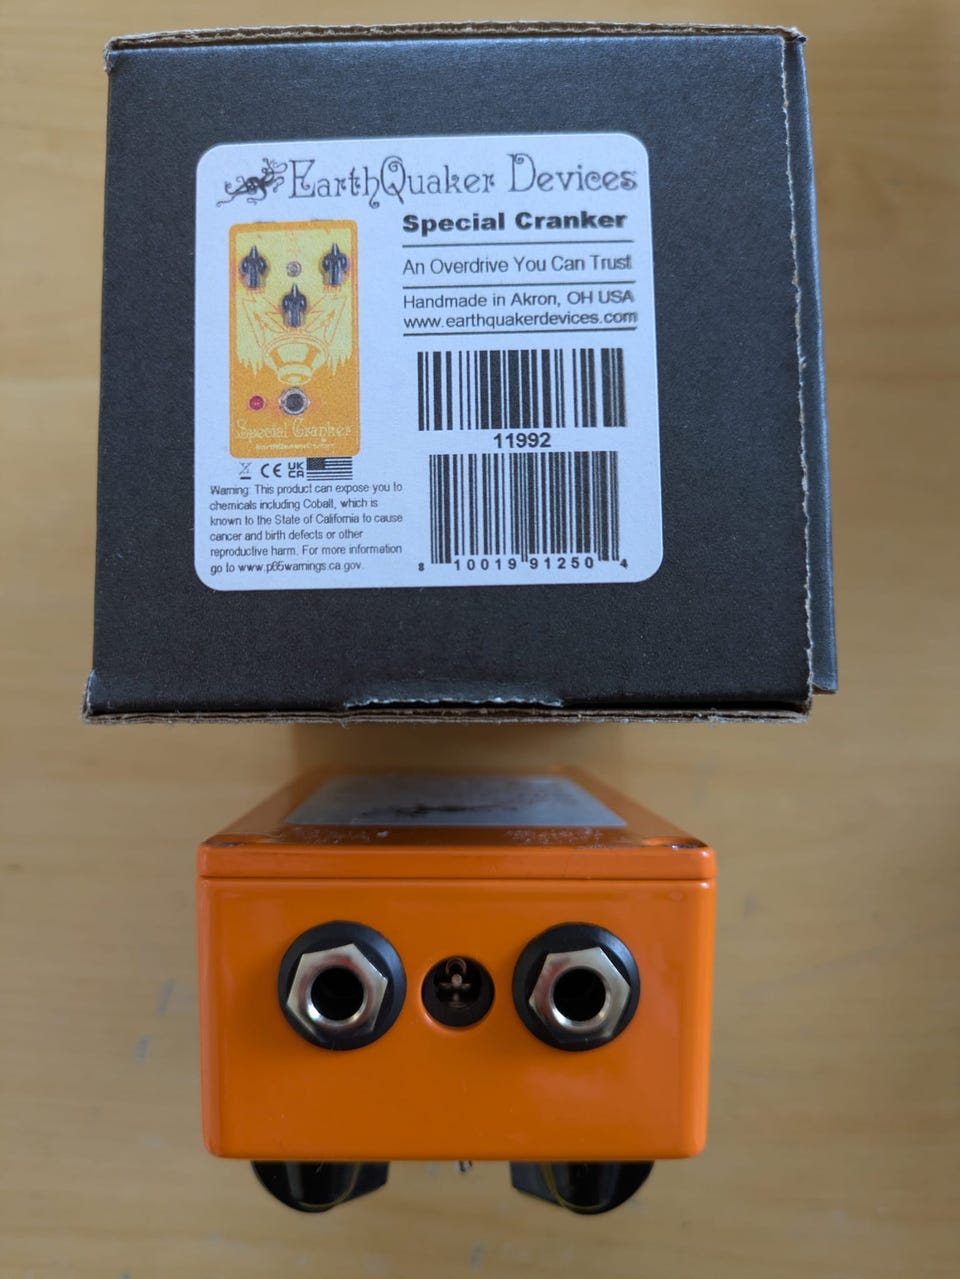 EarthQuaker Devices
Special Cranker
An Overdrive You Can Trust
Handmade in Akron, OH USA
www.earthquakerdevices.com
11992
8 10019 91250 4
Special Cranker
EarthQuaker Devices
CE UK CA
Warning: This product can expose you to
chemicals including Cobalt, which is
known to the State of California to cause
cancer and birth defects or other
reproductive harm. For more information
go to www.p65warnings.ca.gov.